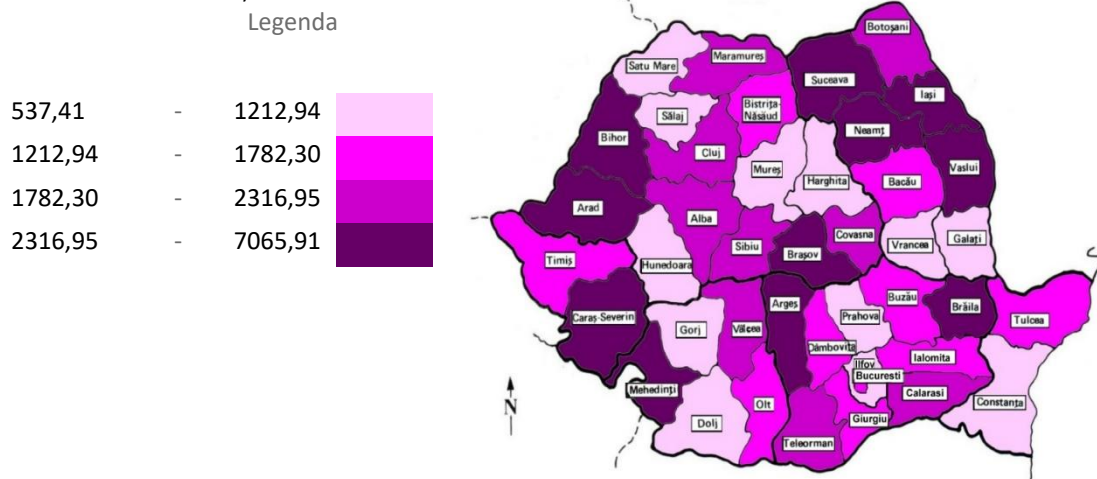 Legenda
537,41 - 1212,94
1212,94 - 1782,30
1782,30 - 2316,95
2316,95 - 7065,91
Botoșani
Maramureș
Satu Mare
Suceava
Iași
Bistrița-
Năsăud
Sălaj
Neamț
Bihor
Cluj
Vaslui
Mureș
Harghita
Bacău
Arad
Alba
Covasna
Sibiu
Vrancea
Galați
Brașov
Timiș
Hunedoara
Buzău
Argeș
Brăila
Caraș-Severin
Prahova
Tulcea
Gorj
Vâlcea
Dâmbovița
Ialomita
Ilfov
Bucuresti
Mehedinți
Calarasi
Constanța
Olt
N
Giurgiu
Dolj
Teleorman